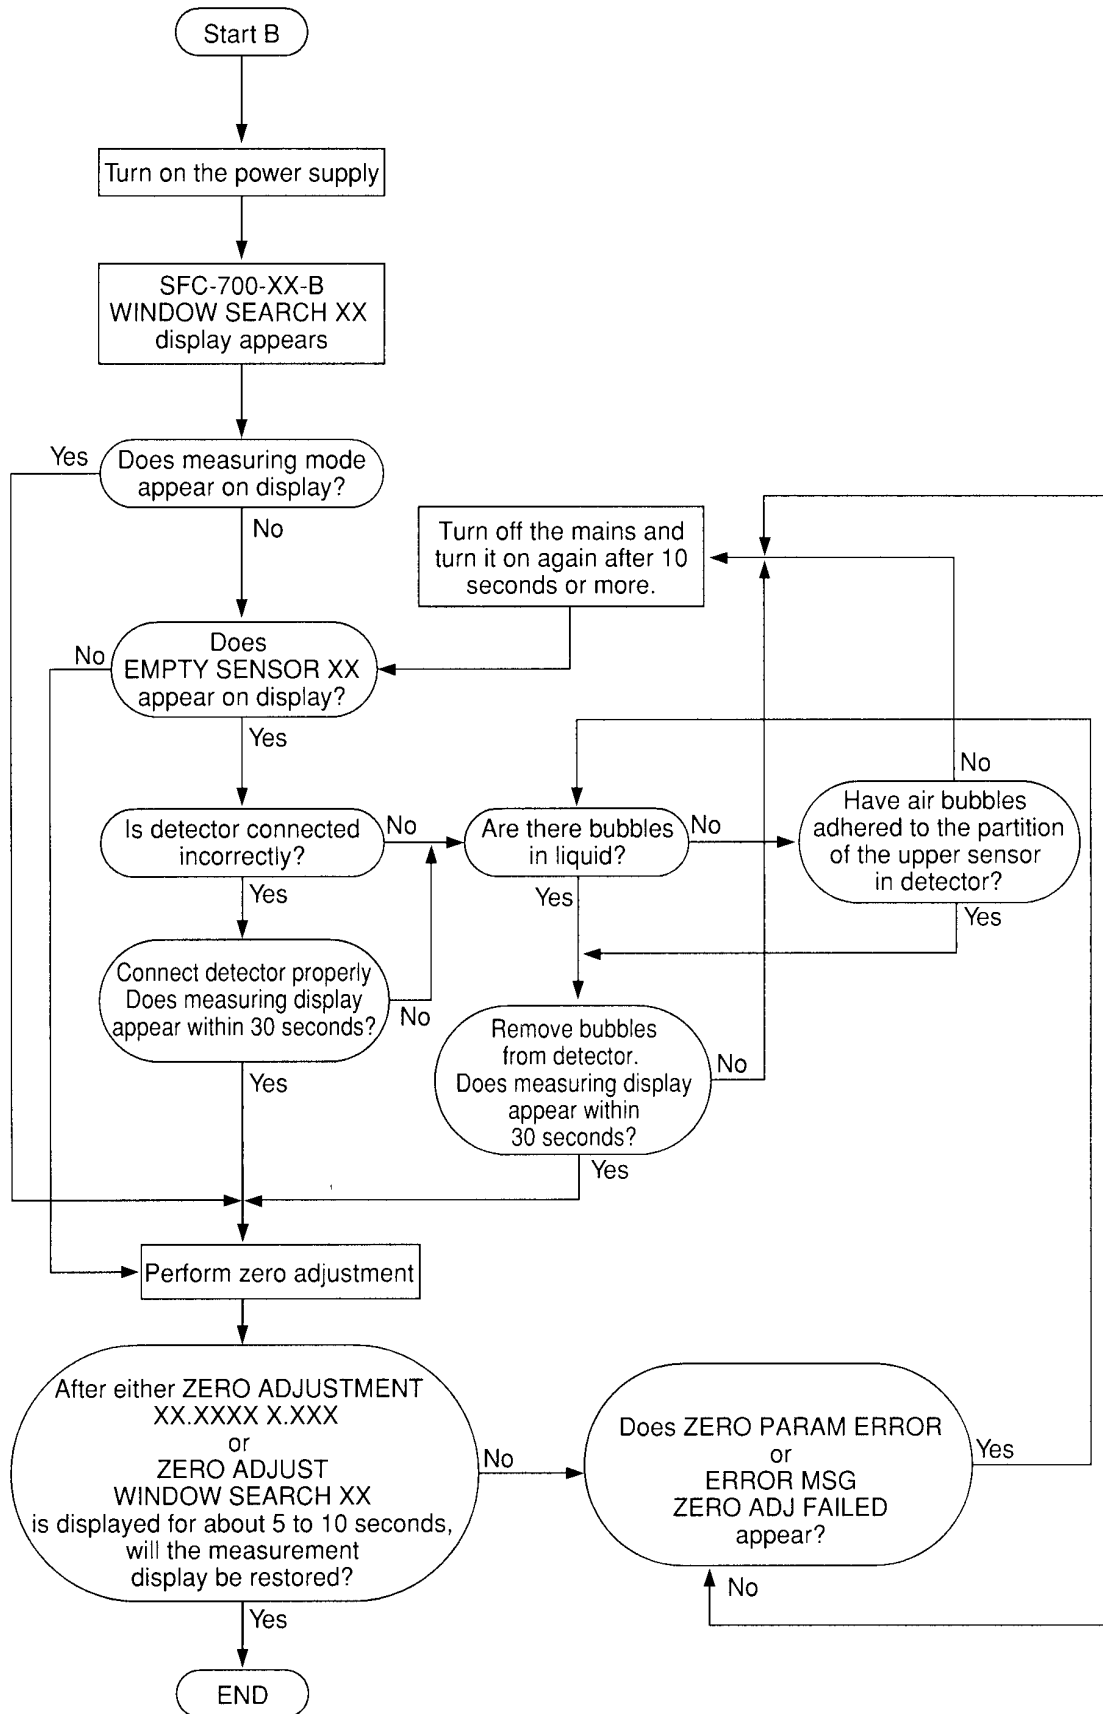 Start B
Turn on the power supply
SFC-700-XX-B
WINDOW SEARCH XX
display appears
Yes
Does measuring mode
appear on display?
No
Turn off the mains and
turn it on again after 10
seconds or more.
No
Does
EMPTY SENSOR XX
appear on display?
Yes
Is detector connected
incorrectly?
No
Yes
Are there bubbles
in liquid?
No
Yes
No
Have air bubbles
adhered to the partition
of the upper sensor
in detector?
Yes
Connect detector properly
Does measuring display
appear within 30 seconds?
No
Yes
Remove bubbles
from detector.
Does measuring display
appear within
30 seconds?
No
Yes
Perform zero adjustment
After either ZERO ADJUSTMENT
XX.XXXX X.XXX
or
ZERO ADJUST
WINDOW SEARCH XX
is displayed for about 5 to 10 seconds,
will the measurement
display be restored?
No
Yes
Does ZERO PARAM ERROR
or
ERROR MSG
ZERO ADJ FAILED
appear?
Yes
No
END